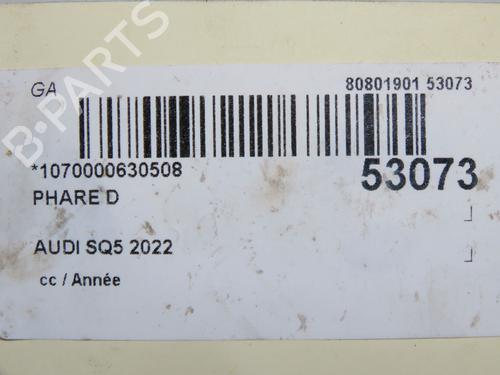 B-PARTS
GA
80801901 53073
*1070000630508
53073
PHARE D
AUDI SQ5 2022
cc / Année